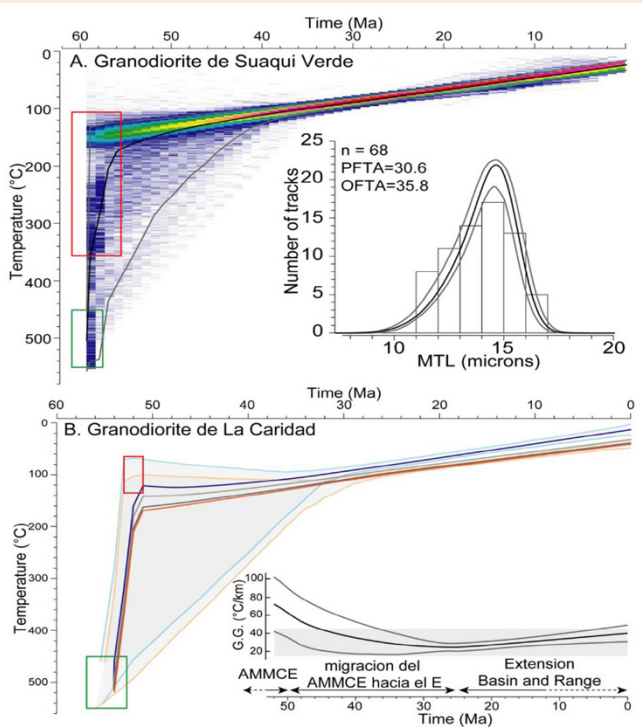 Time (Ma)
60 50 40 30 20 10 0
A. Granodiorite de Suaqui Verde
Temperature (°C)
0
100
200
300
400
500
n = 68
PFTA=30.6
OFTA=35.8
Number of tracks
25
20
15
10
5
0
10 15 20
MTL (microns)
Time (Ma)
60 50 40 30 20 10 0
B. Granodiorite de La Caridad
Temperature (°C)
0
100
200
300
400
500
G.G. (°C/km)
100
80
60
40
20
AMMCE
migracion del
AMMCE hacia el E
Extension
Basin and Range
50 40 30 20 10 0
Time (Ma)